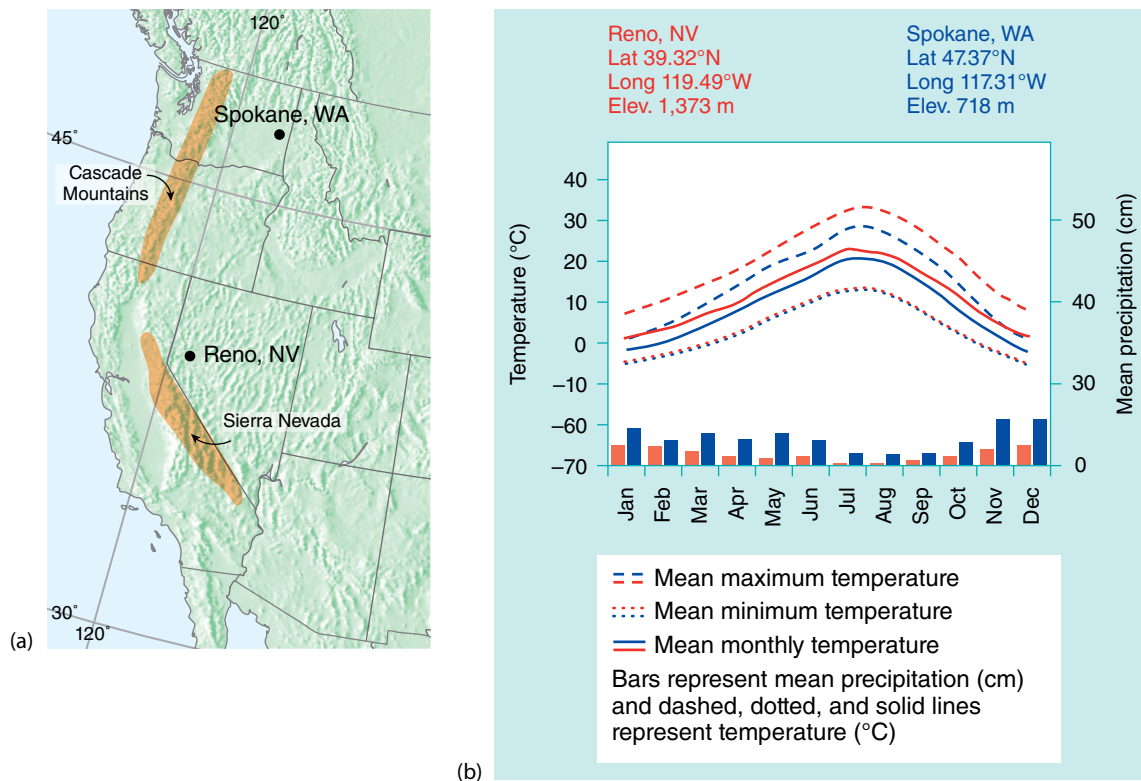 120°
Spokane, WA
45°
Cascade
Mountains
Reno, NV
Sierra Nevada
30°
120°
(a)
Reno, NV
Lat 39.32°N
Long 119.49°W
Elev. 1,373 m
Spokane, WA
Lat 47.37°N
Long 117.31°W
Elev. 718 m
Temperature (°C)
40
30
20
10
0
–10
–60
–70
50
40
30
0
Mean precipitation (cm)
Jan
Feb
Mar
Apr
May
Jun
Jul
Aug
Sep
Oct
Nov
Dec
Mean maximum temperature
Mean minimum temperature
Mean monthly temperature
Bars represent mean precipitation (cm)
and dashed, dotted, and solid lines
represent temperature (°C)
(b)